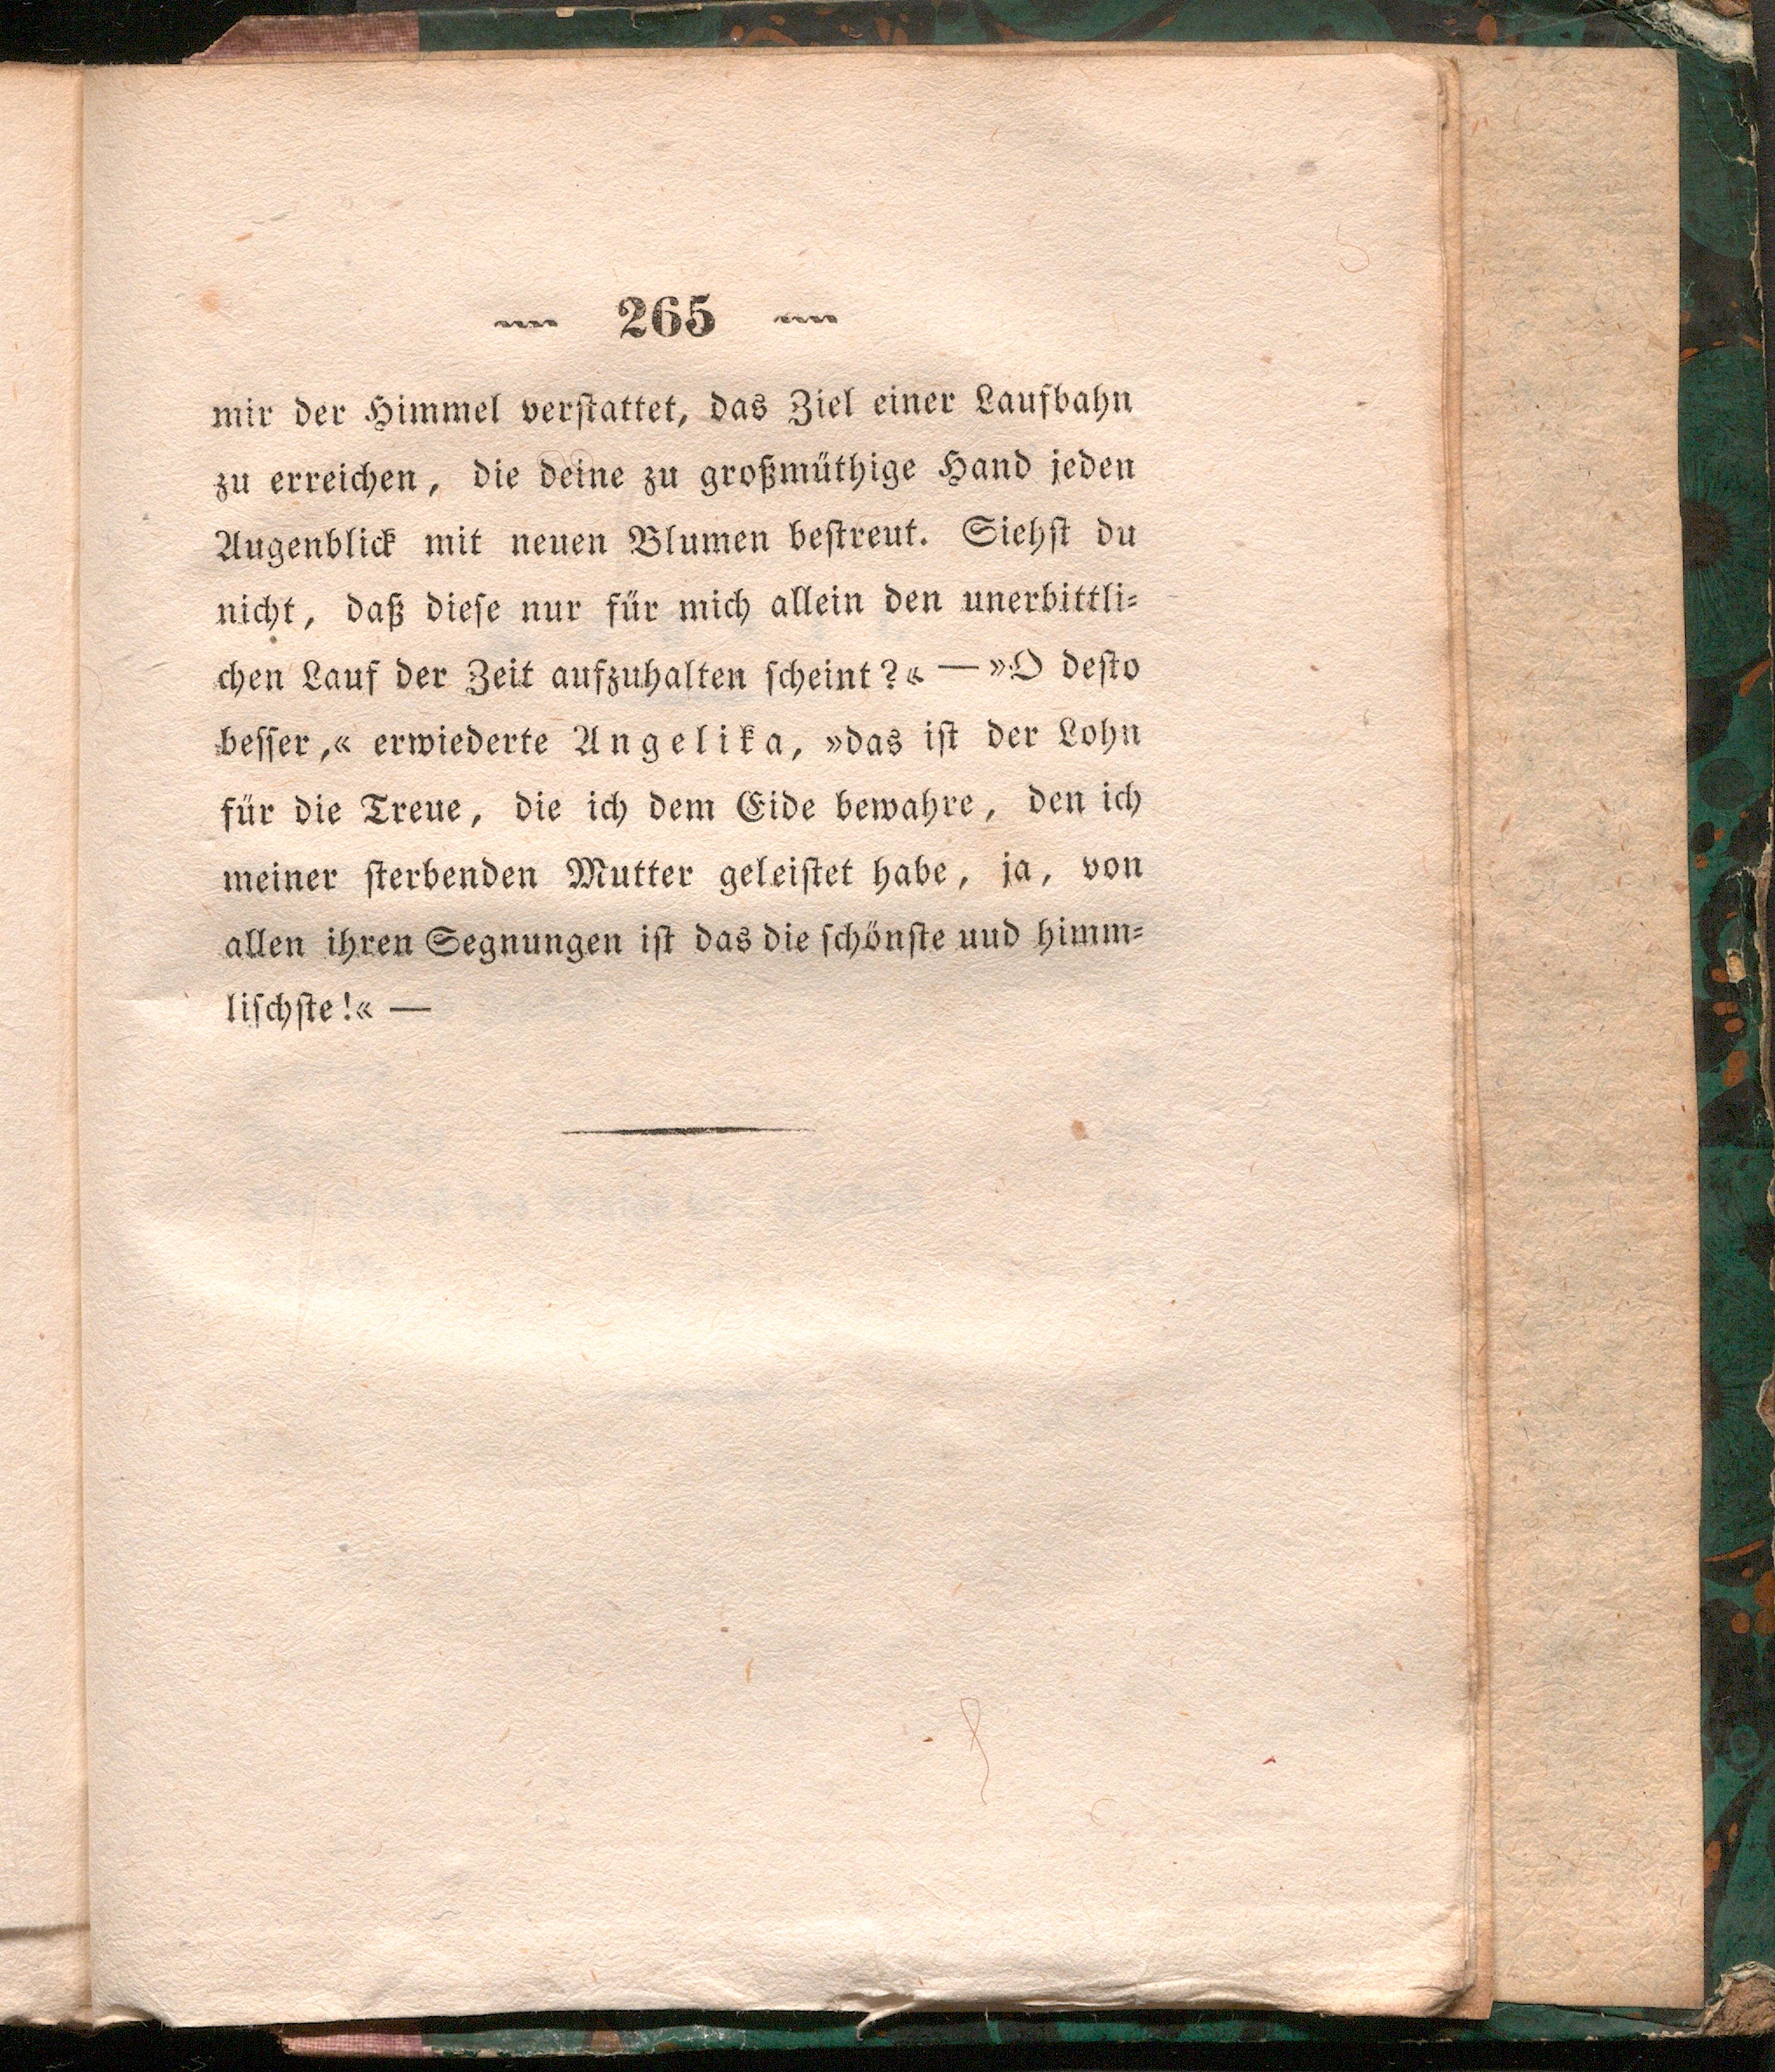 — 265 —
mir der Himmel verſtattet, das Ziel einer Laufbahn
zu erreichen, die deine zu großmüthige Hand jeden
Augenblick mit neuen Blumen beſtreut. Siehſt du
nicht, daß dieſe nur für mich allein den unerbittli⸗
chen Lauf der Zeit aufzuhalten ſcheint?« — »O deſto
beſſer,« erwiederte Angelika, »das iſt der Lohn
für die Treue, die ich dem Eide bewahre, den ich
meiner ſterbenden Mutter geleiſtet habe, ja, von
allen ihren Segnungen iſt das die ſchönſte uud himm⸗
liſchſte!« —